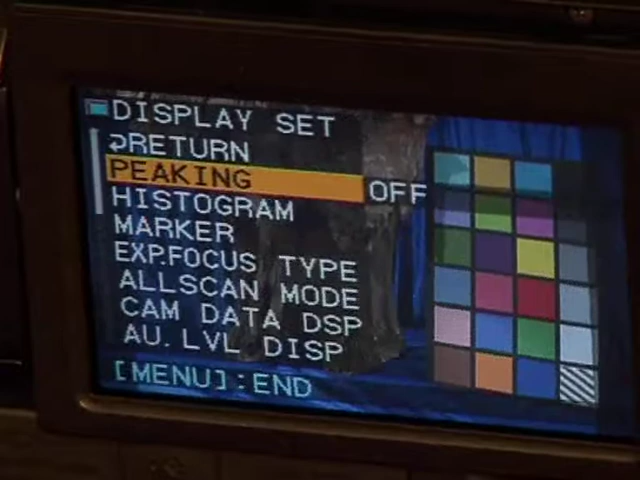 DISPLAY SET
RETURN
PEAKING OFF
HISTOGRAM
MARKER
EXP.FOCUS TYPE
ALLSCAN MODE
CAM DATA DSP
AU. LVL DISP
[MENU]:END